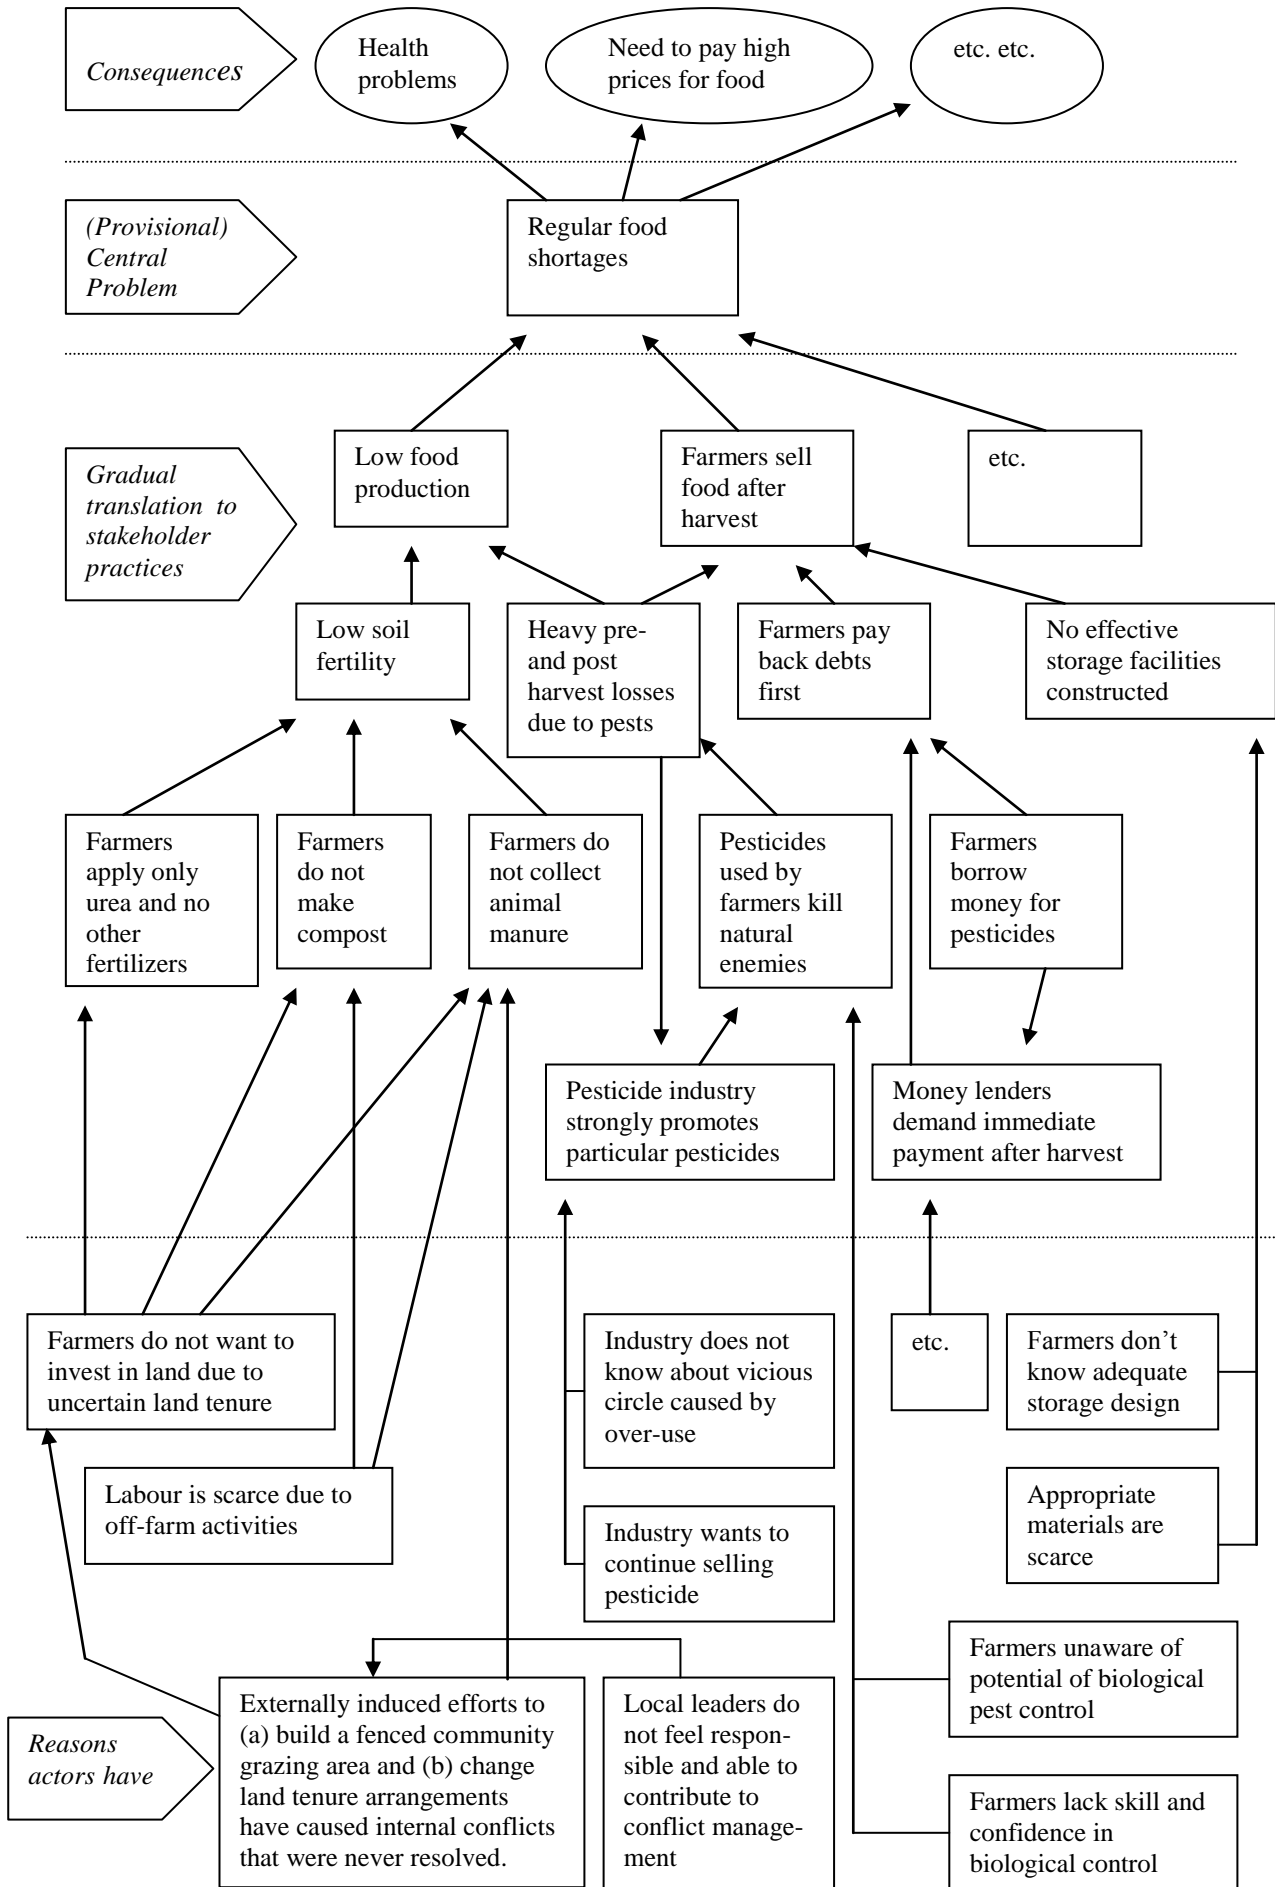 Consequences
Health
problems
Need to pay high
prices for food
etc. etc.
(Provisional)
Central
Problem
Regular food
shortages
Gradual
translation to
stakeholder
practices
Low food
production
Farmers sell
food after
harvest
etc.
Low soil
fertility
Heavy pre-
and post
harvest losses
due to pests
Farmers pay
back debts
first
No effective
storage facilities
constructed
Farmers
apply only
urea and no
other
fertilizers
Farmers
do not
make
compost
Farmers do
not collect
animal
manure
Pesticides
used by
farmers kill
natural
enemies
Farmers
borrow
money for
pesticides
Pesticide industry
strongly promotes
particular pesticides
Money lenders
demand immediate
payment after harvest
Farmers do not want to
invest in land due to
uncertain land tenure
Industry does not
know about vicious
circle caused by
over-use
etc.
Farmers don’t
know adequate
storage design
Labour is scarce due to
off-farm activities
Industry wants to
continue selling
pesticide
Appropriate
materials are
scarce
Farmers unaware of
potential of biological
pest control
Reasons
actors have
Externally induced efforts to
(a) build a fenced community
grazing area and (b) change
land tenure arrangements
have caused internal conflicts
that were never resolved.
Local leaders do
not feel respon-
sible and able to
contribute to
conflict manage-
ment
Farmers lack skill and
confidence in
biological control